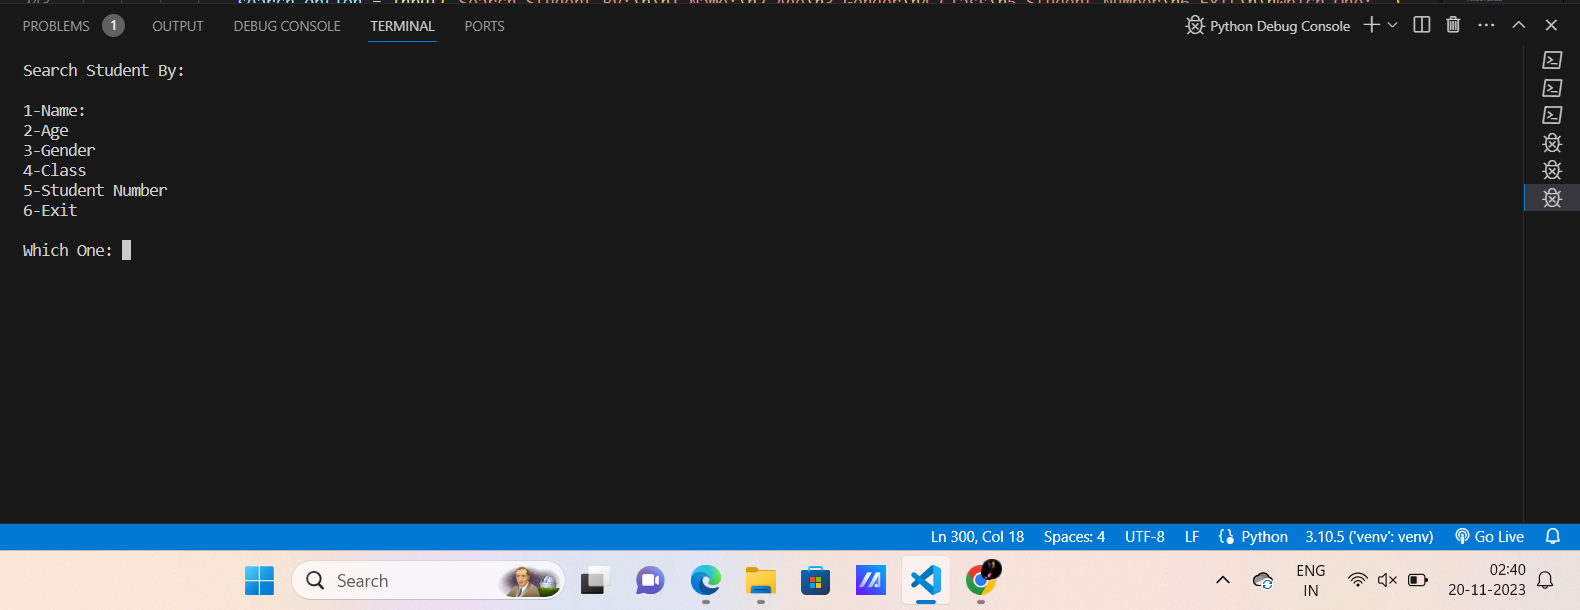 PROBLEMS 1 OUTPUT DEBUG CONSOLE TERMINAL PORTS Python Debug Console
Search Student By:
1-Name:
2-Age
3-Gender
4-Class
5-Student Number
6-Exit
Which One:
Ln 300, Col 18 Spaces: 4 UTF-8 LF Python 3.10.5 ('venv': venv) Go Live
Search
ENG
IN
02:40
20-11-2023